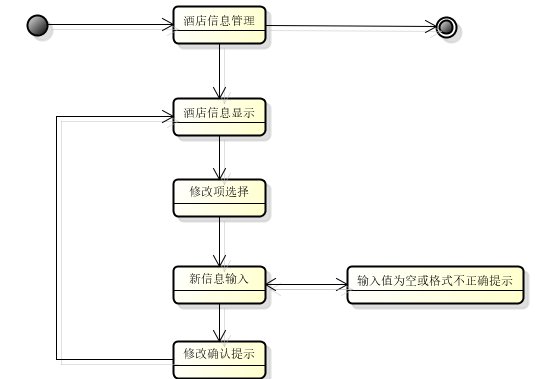 酒店信息管理
酒店信息显示
修改项选择
新信息输入
输入值为空或格式不正确提示
修改确认提示